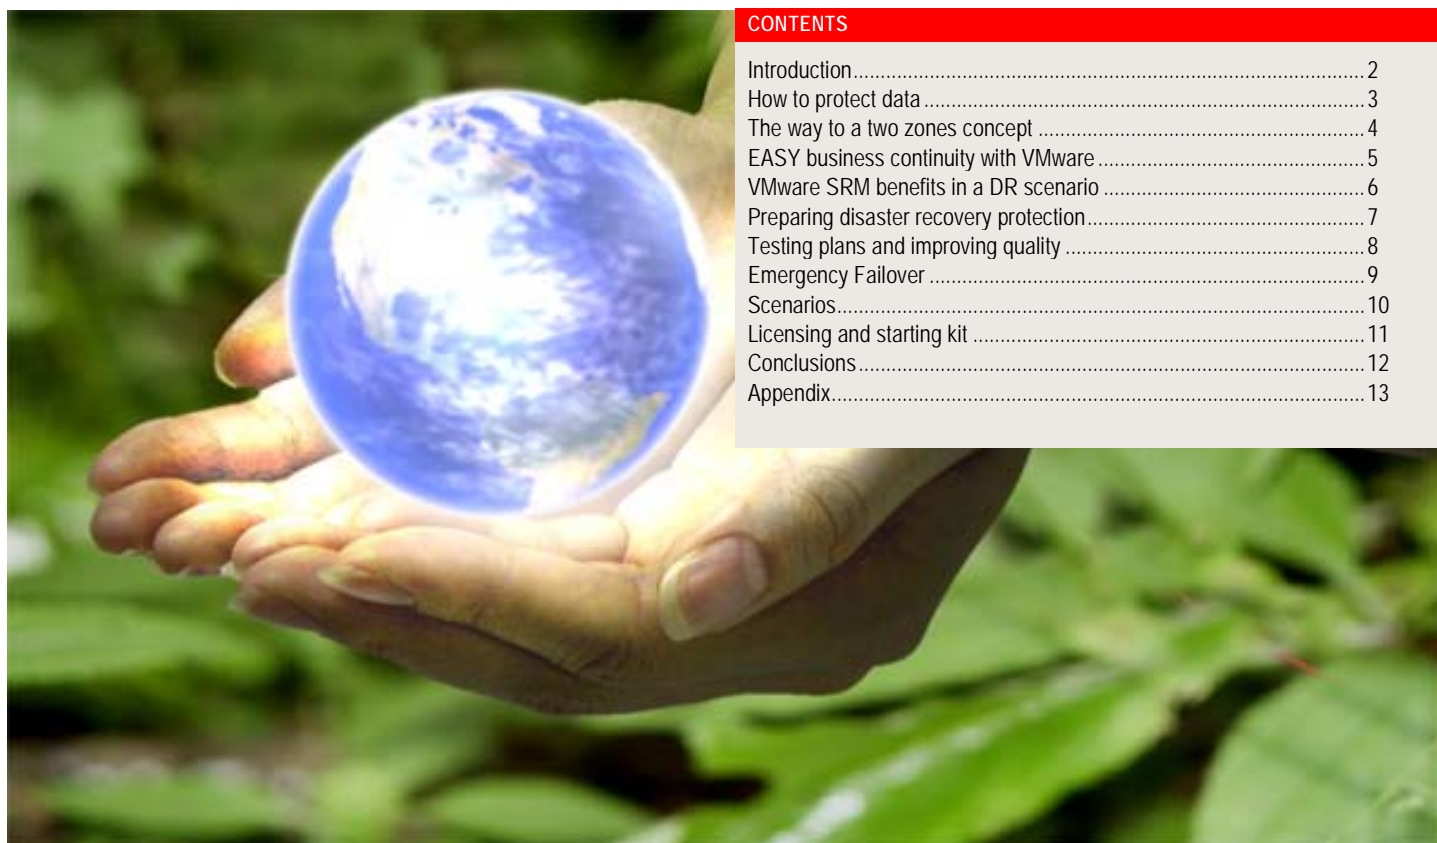 CONTENTS
Introduction 2
How to protect data 3
The way to a two zones concept 4
EASY business continuity with VMware 5
VMware SRM benefits in a DR scenario 6
Preparing disaster recovery protection 7
Testing plans and improving quality 8
Emergency Failover 9
Scenarios 10
Licensing and starting kit 11
Conclusions 12
Appendix 13